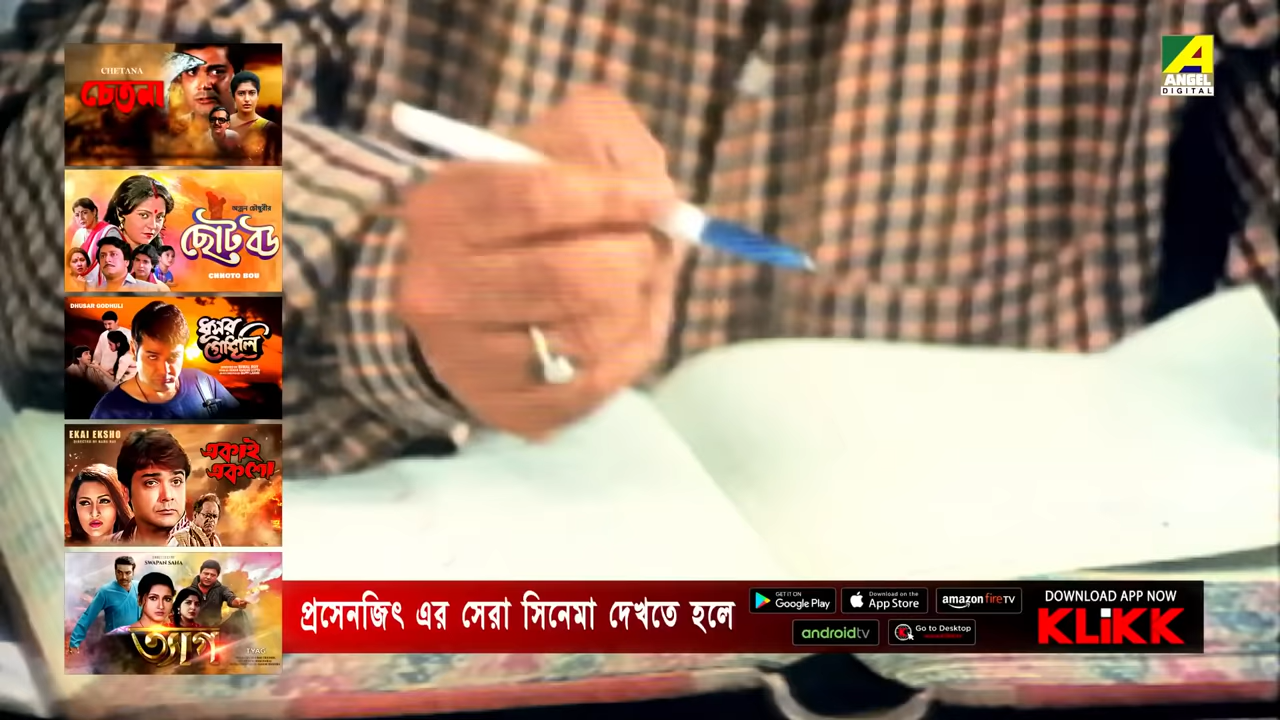 CHETANA
চেতনা
অঞ্জন চৌধুরীর
ছোট বউ
CHHOTO BOU
DHUSAR GODHULI
ধূসর
গোধূলি
EKAI EKSHO
একাই
একশো
SWAPAN SAHA
ত্যাগ
TYAG
ANGEL
DIGITAL
প্রসেনজিৎ এর সেরা সিনেমা দেখতে হলে
GET IT ON
Google Play
Download on the
App Store
amazon fireTV
androidtv
Go to Desktop
DOWNLOAD APP NOW
KLiKK